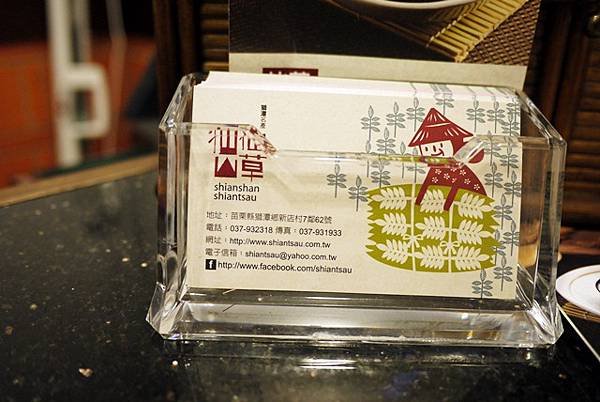 仙山仙草
shianshan
shiantsau
地址：苗栗縣獅潭鄉新店村7鄰62號
電話：037-932318 傳真：037-931933
網址：http://www.shiantsau.com.tw
電子信箱：shiantsau@yahoo.com.tw
f http://www.facebook.com/shiantsau